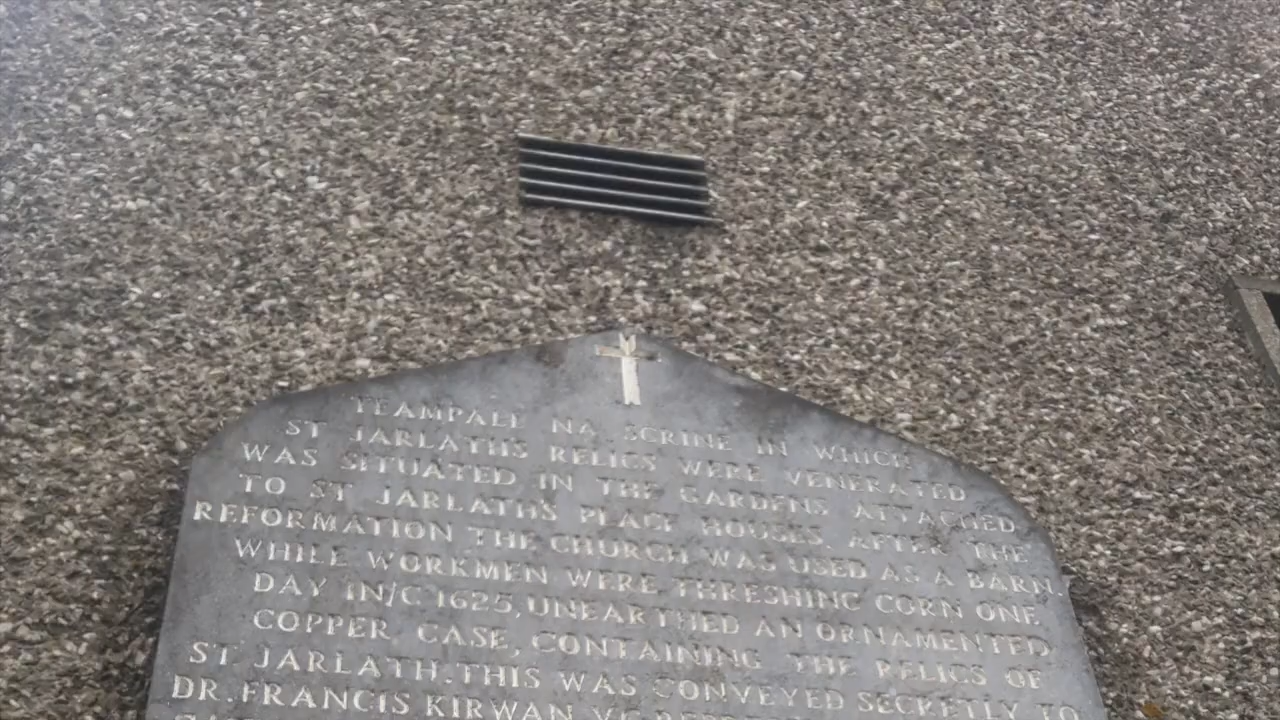 TEAMPALL NA SCRINE IN WHICH
ST JARLATH'S RELICS WERE VENERATED
WAS SITUATED IN THE GARDENS ATTACHED
TO ST JARLATH'S PLACE HOUSES. AFTER THE
REFORMATION THE CHURCH WAS USED AS A BARN.
WHILE WORKMEN WERE THRESHING CORN ONE
DAY IN/C 1625, UNEARTHED AN ORNAMENTED
COPPER CASE, CONTAINING THE RELICS OF
ST JARLATH. THIS WAS CONVEYED SECRETLY TO
DR. FRANCIS KIRWAN